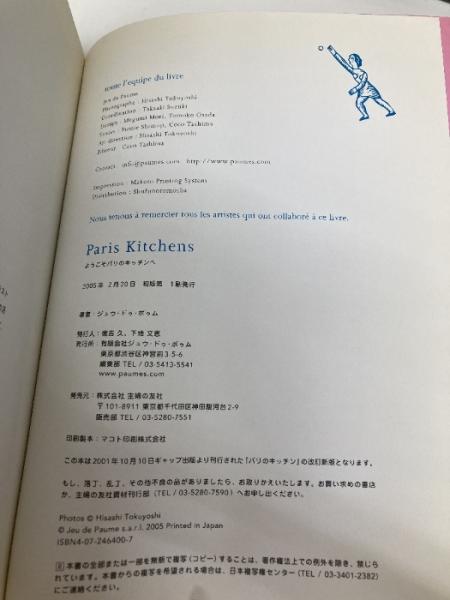 toute l'equipe du livre
Jeu de Paume
Photographe : Hisashi Tokuyoshi
Coordination : Takashi Suzuki
Design : Megumi Mori, Tomoko Osada
Textes : Fumie Shimoji, Coco Tashima
Art direction : Hisashi Tokuyoshi
Editeur : Coco Tashima
Contact : info@paumes.com http://www.paumes.com
Impression : Makoto Printing System
Distribution : Shufunotomosha
Nous tenons à remercier tous les artistes qui ont collaboré à ce livre.
Paris Kitchens
ようこそパリのキッチンへ
2005年 2月20日 初版第 1刷発行
著者：ジュウ・ドゥ・ポゥム
発行人：徳吉 久、下地 文恵
発行所：有限会社ジュウ・ドゥ・ポゥム
東京都渋谷区神宮前 3 5-6
編集部 TEL / 03-5413-5541
www.paumes.com
発売元：株式会社 主婦の友社
〒101-8911 東京都千代田区神田駿河台2-9
販売部 TEL / 03-5280-7551
印刷製本：マコト印刷株式会社
この本は2001年10月10日ギャップ出版より刊行された「パリのキッチン」の改訂新版となります。
もし、落丁、乱丁、その他不良の品がありましたら、おとりかえいたします。お買い求めの書店
か、主婦の友社資材刊行部（TEL / 03-5280-7590）へお申し出ください。
Photos © Hisashi Tokuyoshi
© Jeu de Paume s.a.r.l. 2005 Printed in Japan
ISBN4-07-246400-7
Ⓡ 本書の全部または一部を無断で複写（コピー）することは、著作権法上での例外を除き、禁じら
れています。本書からの複写を希望される場合は、日本複写権センター（TEL / 03-3401-2382）
にご連絡ください。